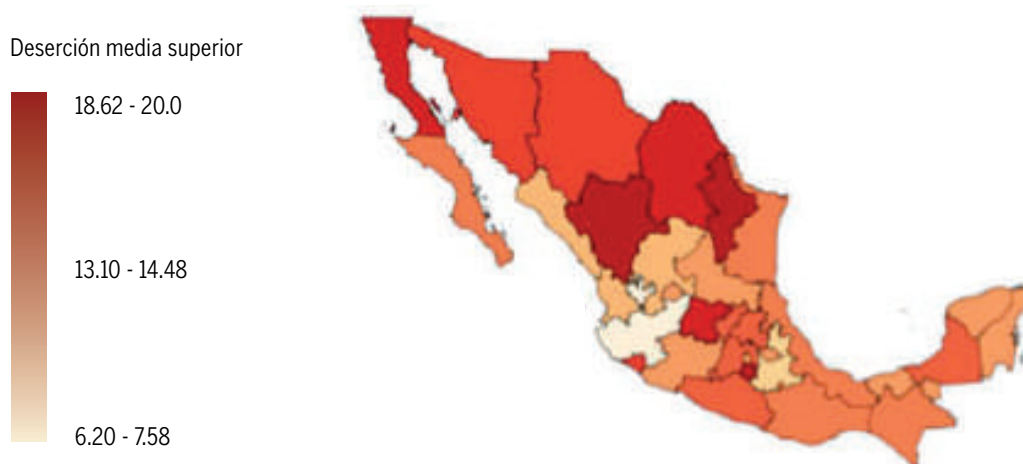 Deserción media superior
18.62 - 20.0
13.10 - 14.48
6.20 - 7.58